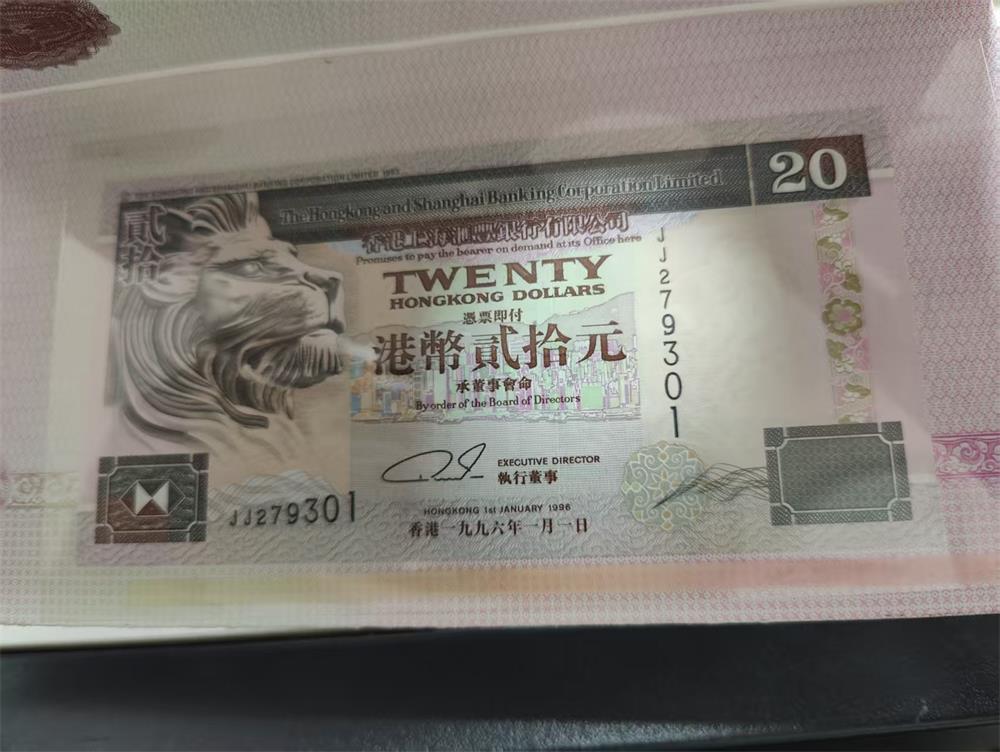 The Hongkong and Shanghai Banking Corporation Limited
20
貳拾
香港上海滙豐銀行有限公司
Promises to pay the bearer on demand at its Office here
TWENTY
HONGKONG DOLLARS
憑票即付
港幣貳拾元
承董事會命
By order of the Board of Directors
JJ279301
EXECUTIVE DIRECTOR
執行董事
JJ279301
HONGKONG 1st JANUARY 1996
香港一九九六年一月一日